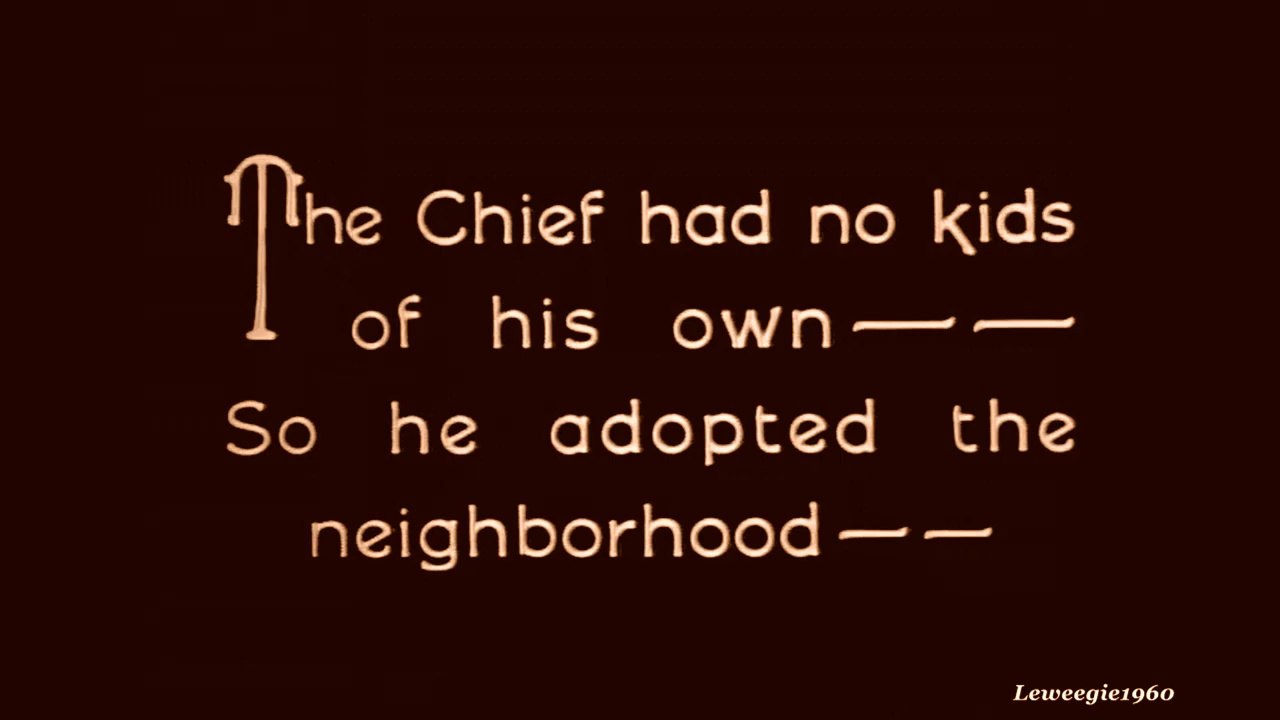 The Chief had no kids
of his own — —
So he adopted the
neighborhood — —
Leweegie1960